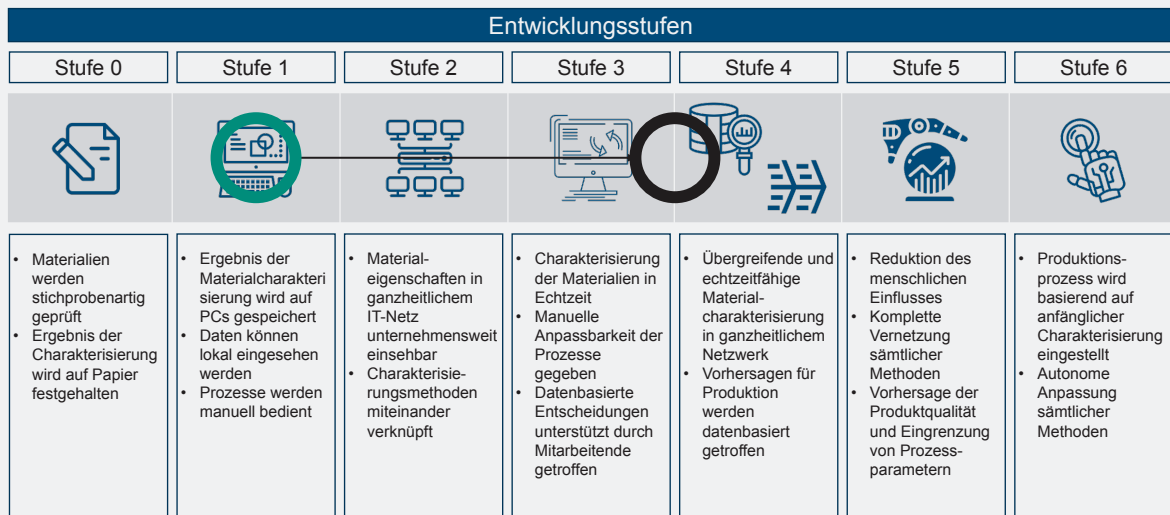 Entwicklungsstufen
Stufe 0
Stufe 1
Stufe 2
Stufe 3
Stufe 4
Stufe 5
Stufe 6
• Materialien
werden
stichprobenartig
geprüft
• Ergebnis der
Charakterisierung
wird auf Papier
festgehalten
• Ergebnis der
Materialcharakteri
sierung wird auf
PCs gespeichert
• Daten können
lokal eingesehen
werden
• Prozesse werden
manuell bedient
• Material-
eigenschaften in
ganzheitlichem
IT-Netz
unternehmensweit
einsehbar
• Charakterisie-
rungsmethoden
miteinander
verknüpft
• Charakterisierung
der Materialien in
Echtzeit
• Manuelle
Anpassbarkeit der
Prozesse
gegeben
• Datenbasierte
Entscheidungen
unterstützt durch
Mitarbeitende
getroffen
• Übergreifende und
echtzeitfähige
Material-
charakterisierung
in ganzheitlichem
Netzwerk
• Vorhersagen für
Produktion
werden
datenbasiert
getroffen
• Reduktion des
menschlichen
Einflusses
• Komplette
Vernetzung
sämtlicher
Methoden
• Vorhersage der
Produktqualität
und Eingrenzung
von Prozess-
parametern
• Produktions-
prozess wird
basierend auf
anfänglicher
Charakterisierung
eingestellt
• Autonome
Anpassung
sämtlicher
Methoden